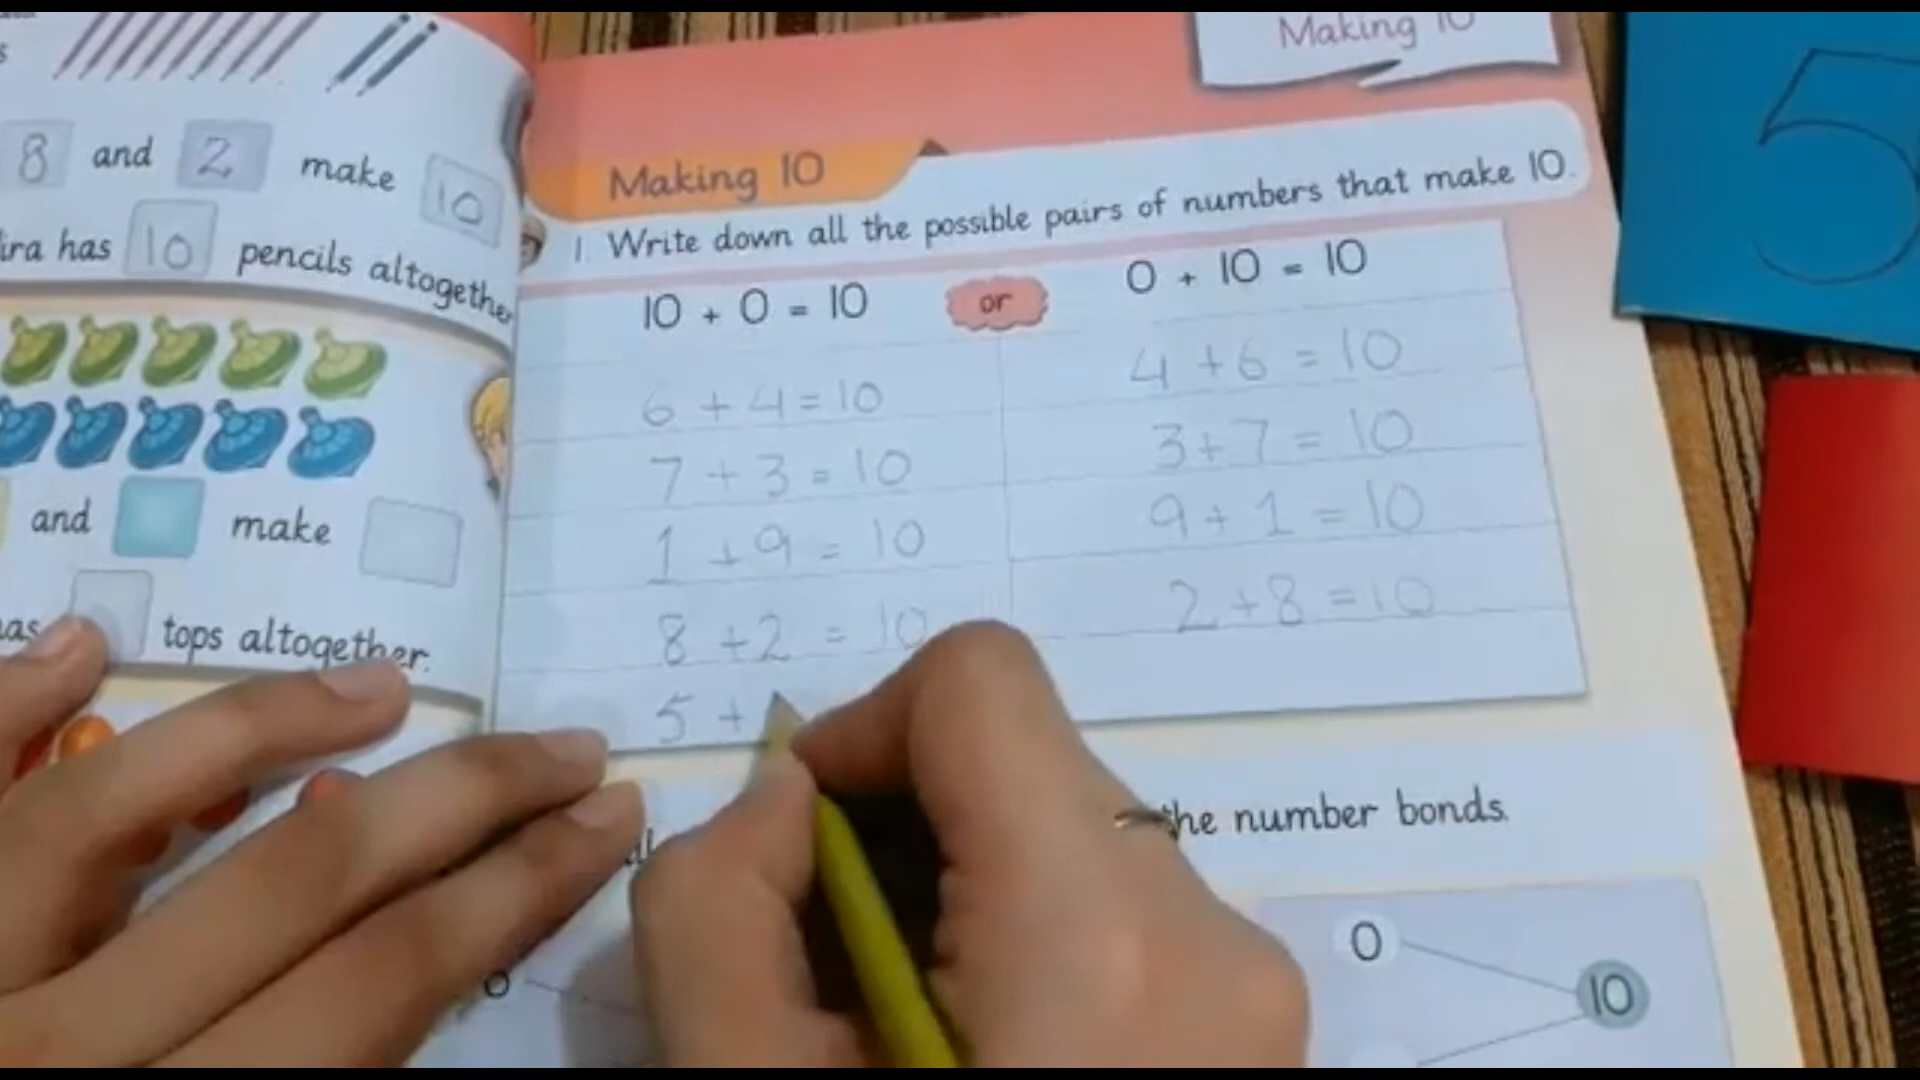 8 and 2 make 10
ira has 10 pencils altogether
and make
as tops altogether.
Making 10
Making 10
1. Write down all the possible pairs of numbers that make 10.
10 + 0 = 10 or 0 + 10 = 10
6 + 4 = 10 4 + 6 = 10
7 + 3 = 10 3 + 7 = 10
1 + 9 = 10 9 + 1 = 10
8 + 2 = 10 2 + 8 = 10
5 +
the number bonds.
0
10
5